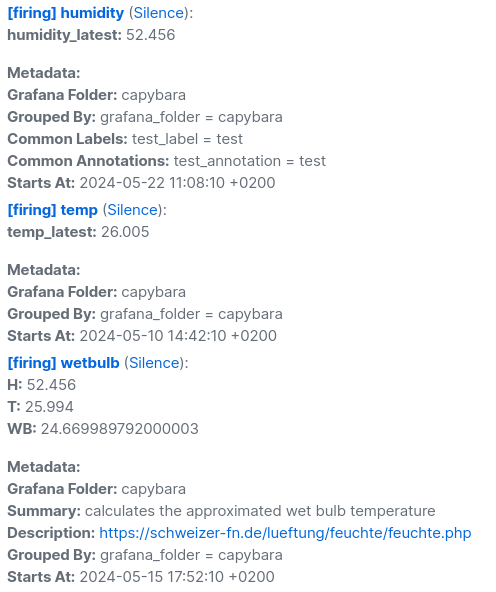 [firing] humidity (Silence):
humidity_latest: 52.456
Metadata:
Grafana Folder: capybara
Grouped By: grafana_folder = capybara
Common Labels: test_label = test
Common Annotations: test_annotation = test
Starts At: 2024-05-22 11:08:10 +0200
[firing] temp (Silence):
temp_latest: 26.005
Metadata:
Grafana Folder: capybara
Grouped By: grafana_folder = capybara
Starts At: 2024-05-10 14:42:10 +0200
[firing] wetbulb (Silence):
H: 52.456
T: 25.994
WB: 24.669989792000003
Metadata:
Grafana Folder: capybara
Summary: calculates the approximated wet bulb temperature
Description: https://schweizer-fn.de/lueftung/feuchte/feuchte.php
Grouped By: grafana_folder = capybara
Starts At: 2024-05-15 17:52:10 +0200